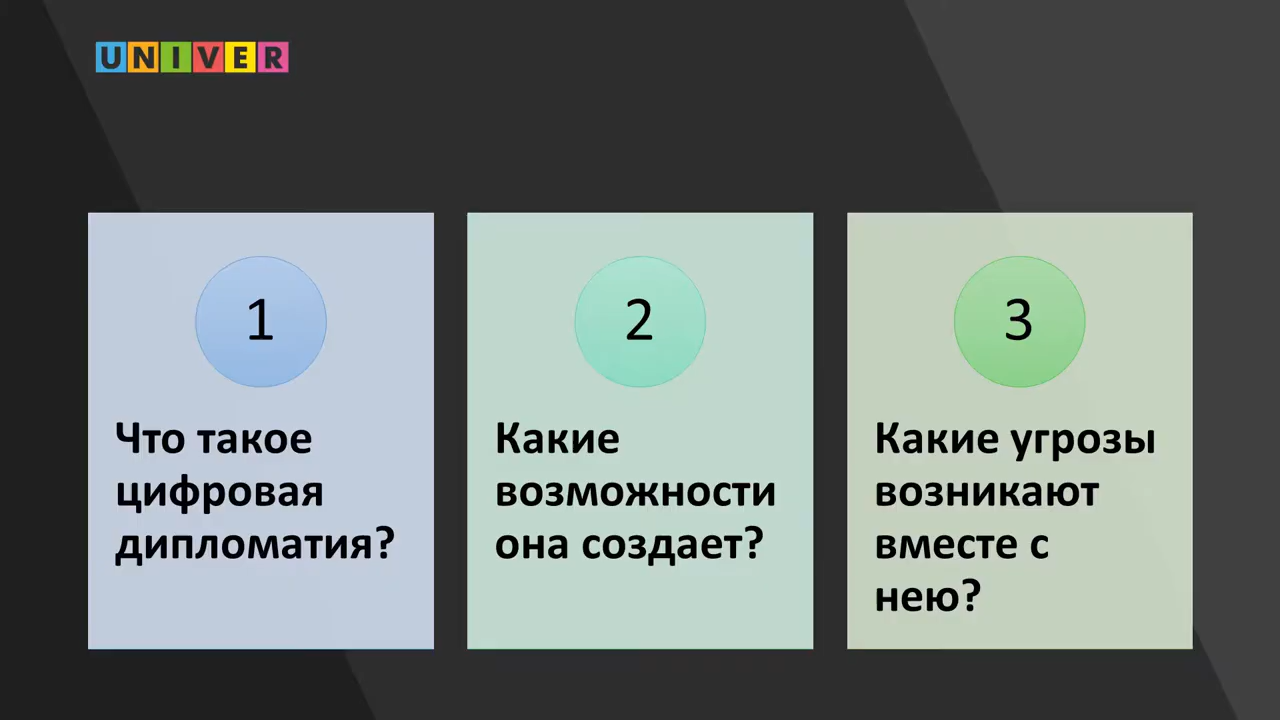 UNIVER
1
Что такое
цифровая
дипломатия?
2
Какие
возможности
она создает?
3
Какие угрозы
возникают
вместе с
нею?